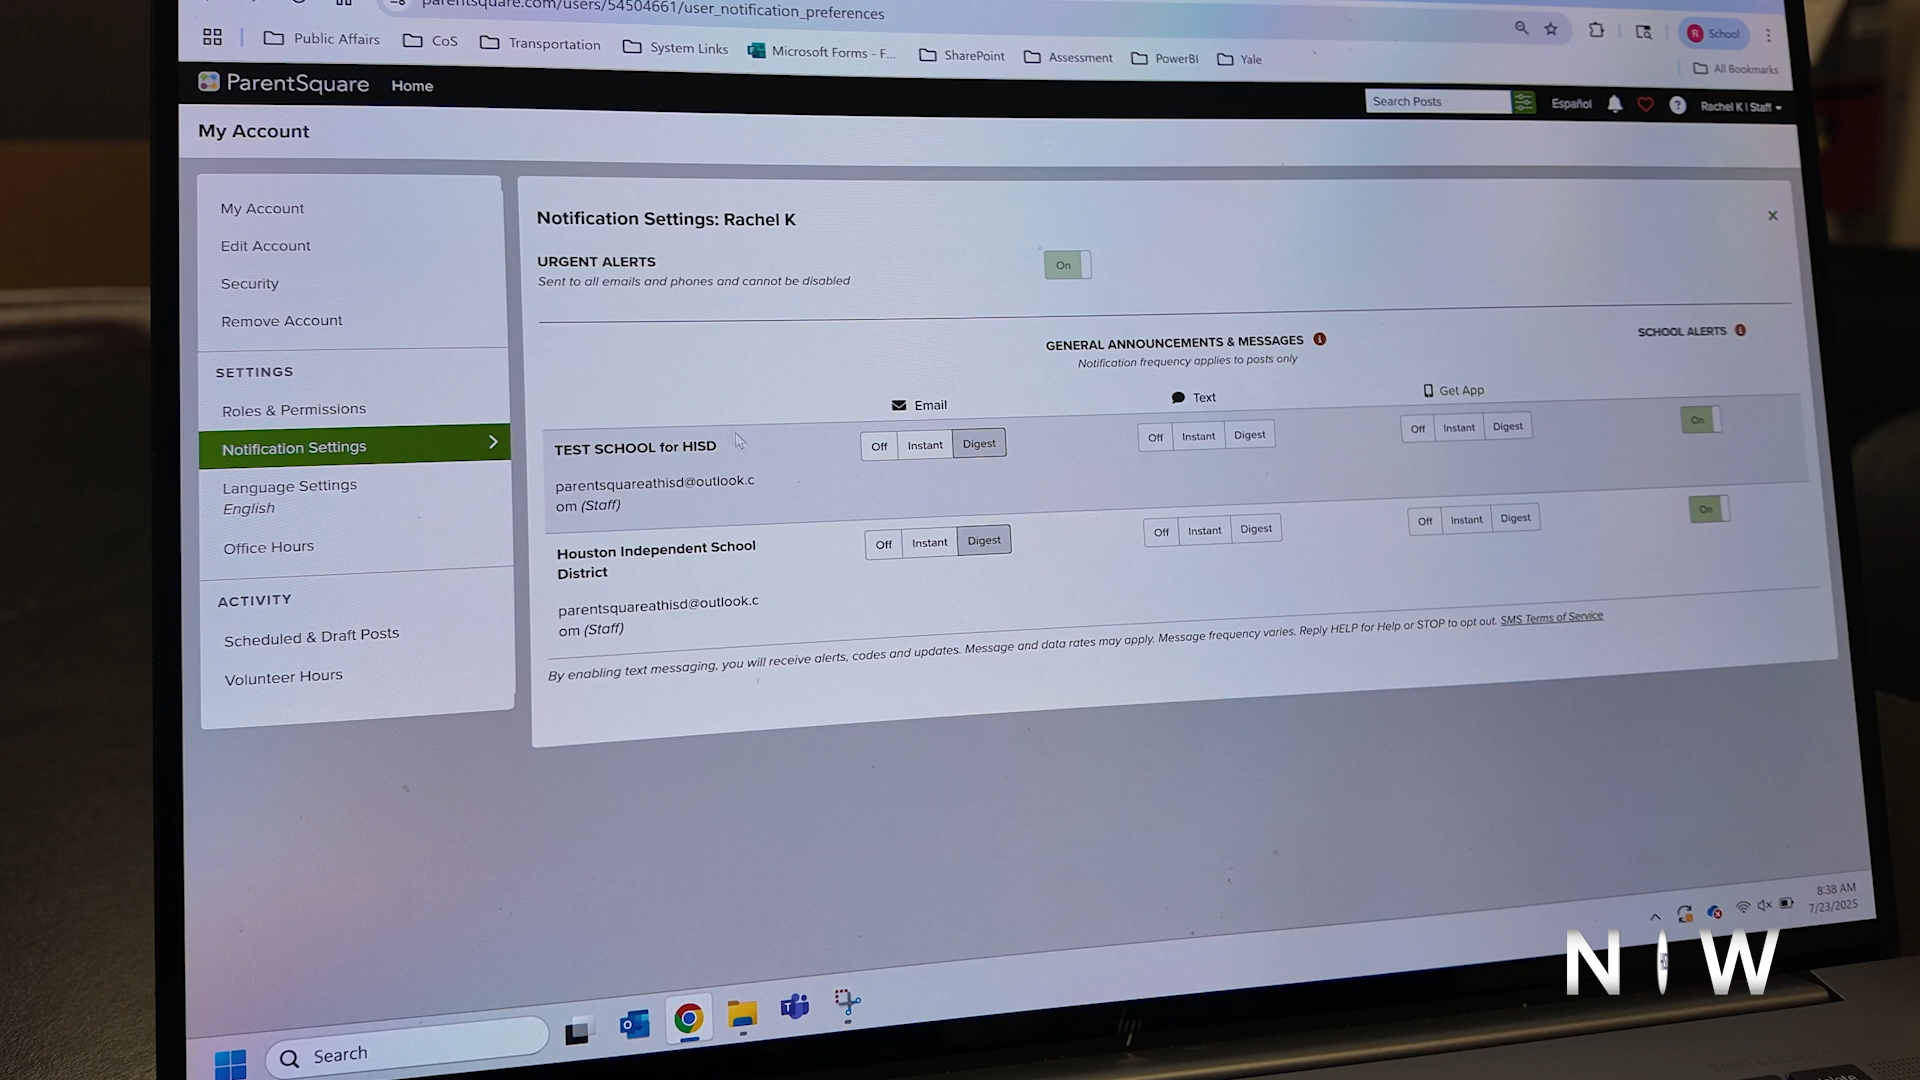 parentsquare.com/users/54504661/user_notification_preferences
Public Affairs
CoS
Transportation
System Links
Microsoft Forms - F...
SharePoint
Assessment
PowerBI
Yale
R School
All Bookmarks
ParentSquare Home
Search Posts
Español
Rachel K | Staff
My Account
My Account
Edit Account
Security
Remove Account
SETTINGS
Roles & Permissions
Notification Settings
Language Settings
English
Office Hours
ACTIVITY
Scheduled & Draft Posts
Volunteer Hours
Notification Settings: Rachel K
URGENT ALERTS
Sent to all emails and phones and cannot be disabled
On
GENERAL ANNOUNCEMENTS & MESSAGES
Notification frequency applies to posts only
SCHOOL ALERTS
Email
Text
Get App
TEST SCHOOL for HISD
parentsquareathisd@outlook.c
om (Staff)
Off Instant Digest
Off Instant Digest
Off Instant Digest
On
Houston Independent School
District
parentsquareathisd@outlook.c
om (Staff)
Off Instant Digest
Off Instant Digest
Off Instant Digest
On
By enabling text messaging, you will receive alerts, codes and updates. Message and data rates may apply. Message frequency varies. Reply HELP for Help or STOP to opt out. SMS Terms of Service
8:38 AM
7/23/2025
N W
Search
hp